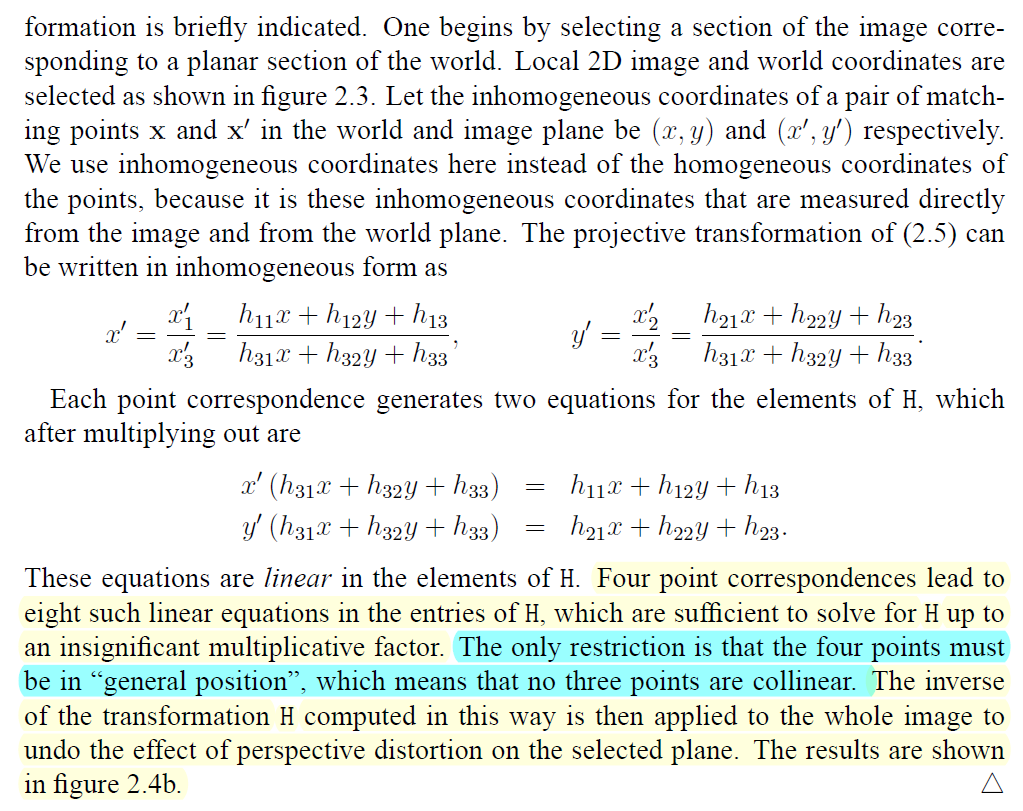 formation is briefly indicated. One begins by selecting a section of the image corre-
sponding to a planar section of the world. Local 2D image and world coordinates are
selected as shown in figure 2.3. Let the inhomogeneous coordinates of a pair of match-
ing points x and x′ in the world and image plane be (x, y) and (x′, y′) respectively.
We use inhomogeneous coordinates here instead of the homogeneous coordinates of
the points, because it is these inhomogeneous coordinates that are measured directly
from the image and from the world plane. The projective transformation of (2.5) can
be written in inhomogeneous form as
x′ = x′₁/x′₃ = (h₁₁x + h₁₂y + h₁₃)/(h₃₁x + h₃₂y + h₃₃), y′ = x′₂/x′₃ = (h₂₁x + h₂₂y + h₂₃)/(h₃₁x + h₃₂y + h₃₃).
Each point correspondence generates two equations for the elements of H, which
after multiplying out are
x′ (h₃₁x + h₃₂y + h₃₃) = h₁₁x + h₁₂y + h₁₃
y′ (h₃₁x + h₃₂y + h₃₃) = h₂₁x + h₂₂y + h₂₃.
These equations are linear in the elements of H. Four point correspondences lead to
eight such linear equations in the entries of H, which are sufficient to solve for H up to
an insignificant multiplicative factor. The only restriction is that the four points must
be in “general position”, which means that no three points are collinear. The inverse
of the transformation H computed in this way is then applied to the whole image to
undo the effect of perspective distortion on the selected plane. The results are shown
in figure 2.4b. △